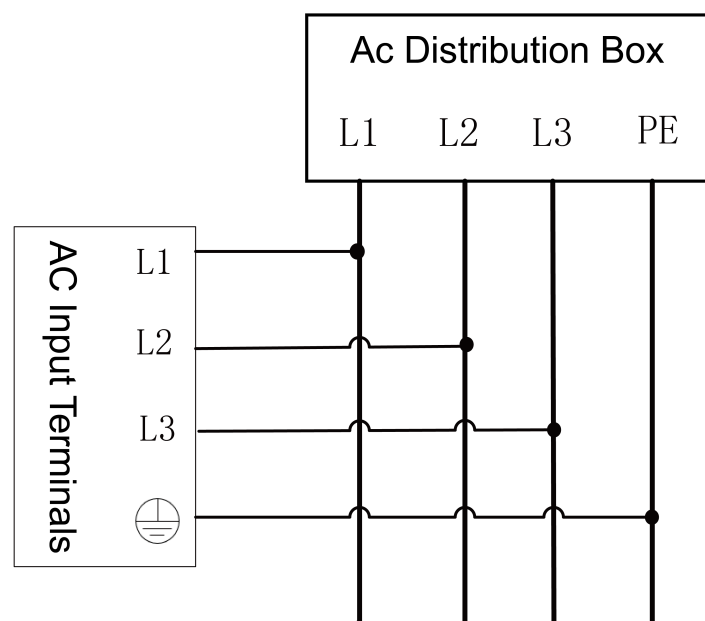 Ac Distribution Box
L1 L2 L3 PE
AC Input Terminals
L1
L2
L3